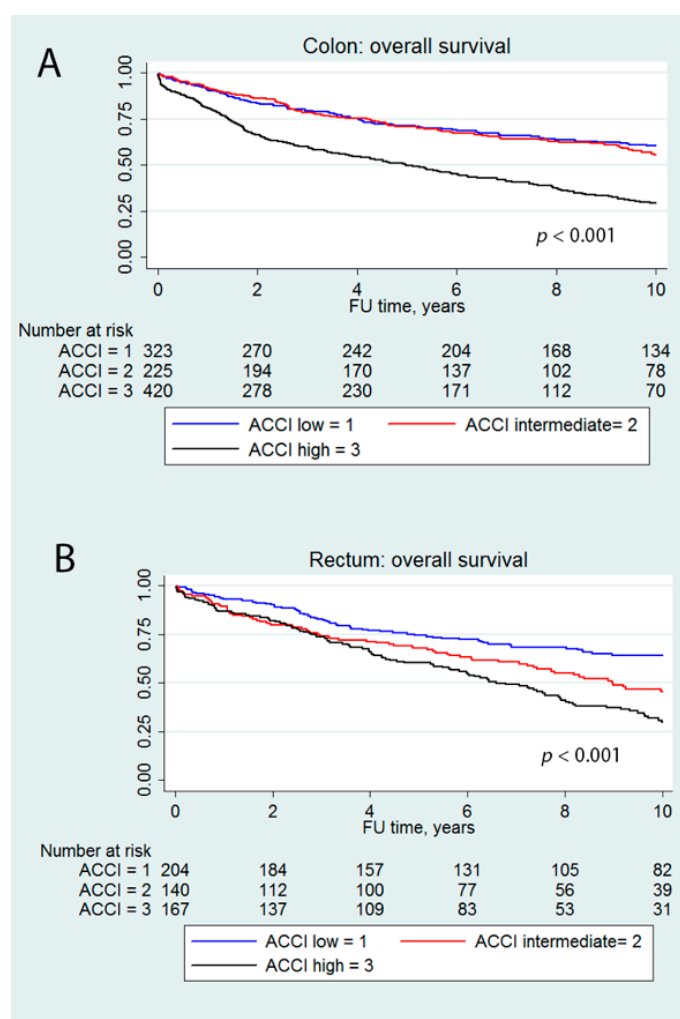 A
Colon: overall survival
1.00
0.75
0.50
0.25
0.00
p < 0.001
0 2 4 6 8 10
FU time, years
Number at risk
ACCI = 1 323 270 242 204 168 134
ACCI = 2 225 194 170 137 102 78
ACCI = 3 420 278 230 171 112 70
ACCI low = 1 ACCI intermediate= 2
ACCI high = 3
B
Rectum: overall survival
1.00
0.75
0.50
0.25
0.00
p < 0.001
0 2 4 6 8 10
FU time, years
Number at risk
ACCI = 1 204 184 157 131 105 82
ACCI = 2 140 112 100 77 56 39
ACCI = 3 167 137 109 83 53 31
ACCI low = 1 ACCI intermediate= 2
ACCI high = 3